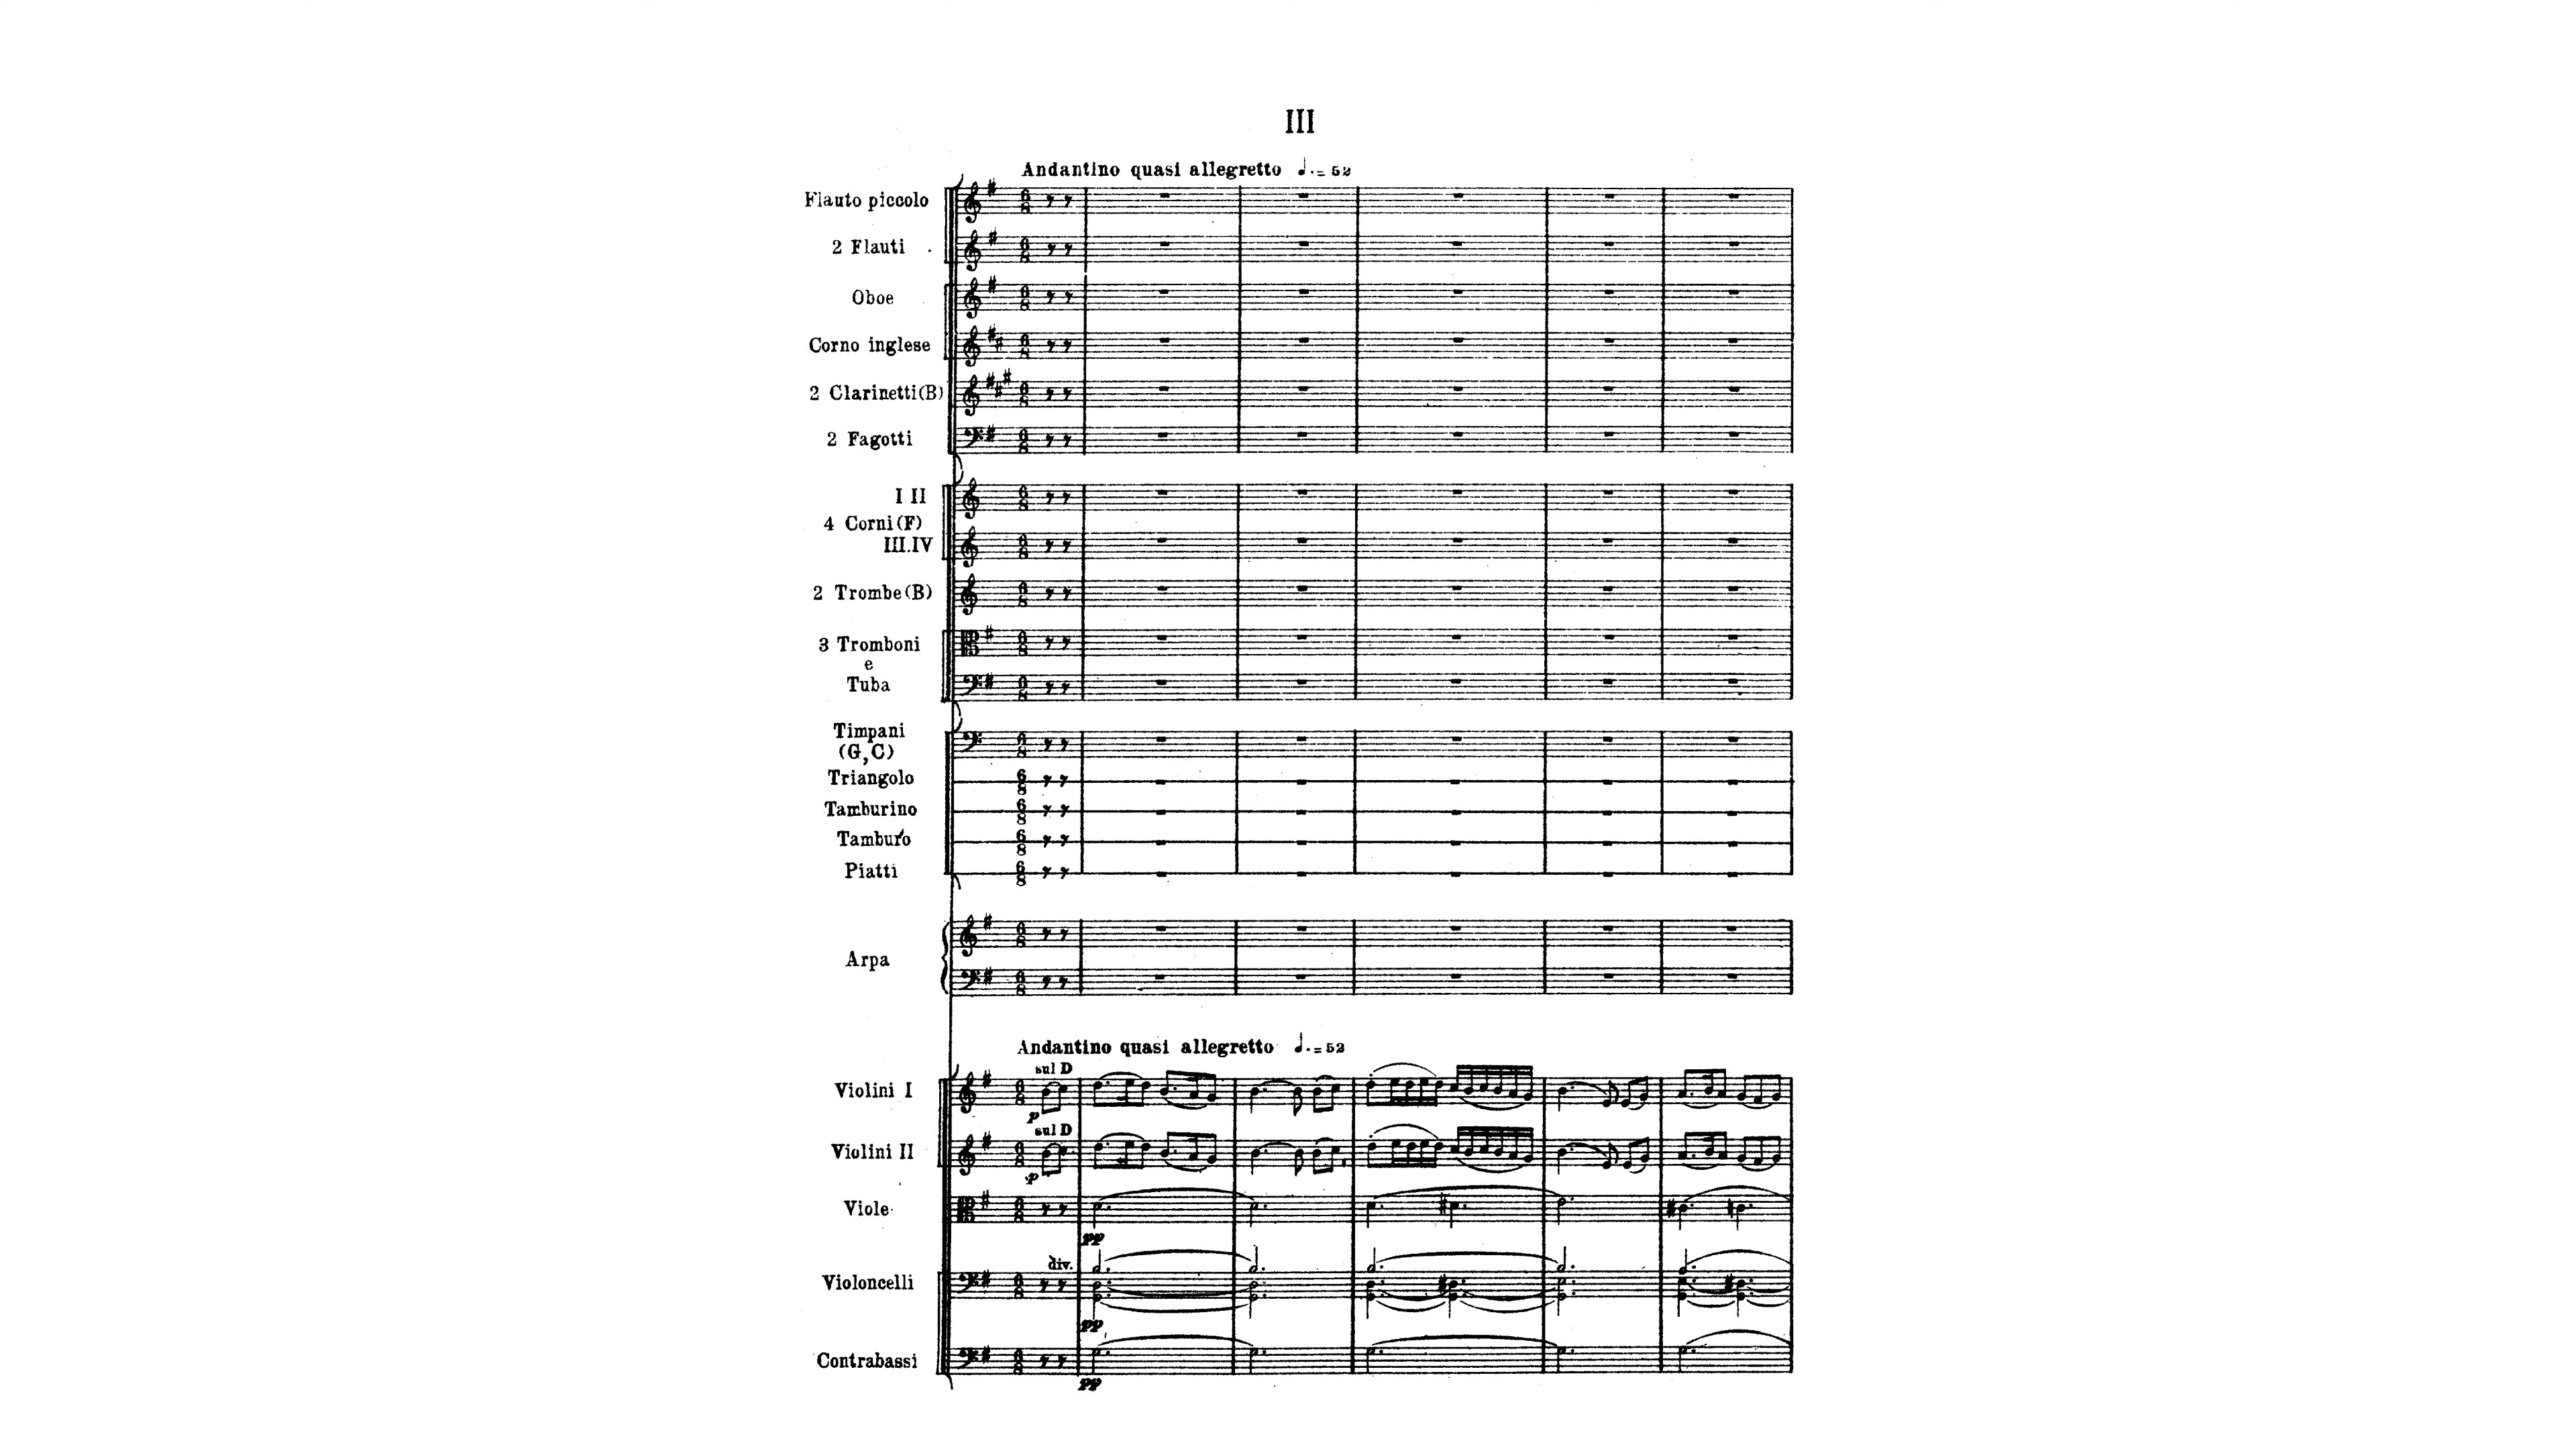 III
Andantino quasi allegretto ♩. = 52
Flauto piccolo
2 Flauti
Oboe
Corno inglese
2 Clarinetti (B)
2 Fagotti
I II
4 Corni (F)
III.IV
2 Trombe (B)
3 Tromboni
e
Tuba
Timpani
(G, C)
Triangolo
Tamburino
Tamburo
Piatti
Arpa
Andantino quasi allegretto ♩. = 52
sul D
Violini I
p
sul D
Violini II
p
Viole
pp
div.
Violoncelli
pp
Contrabassi
pp